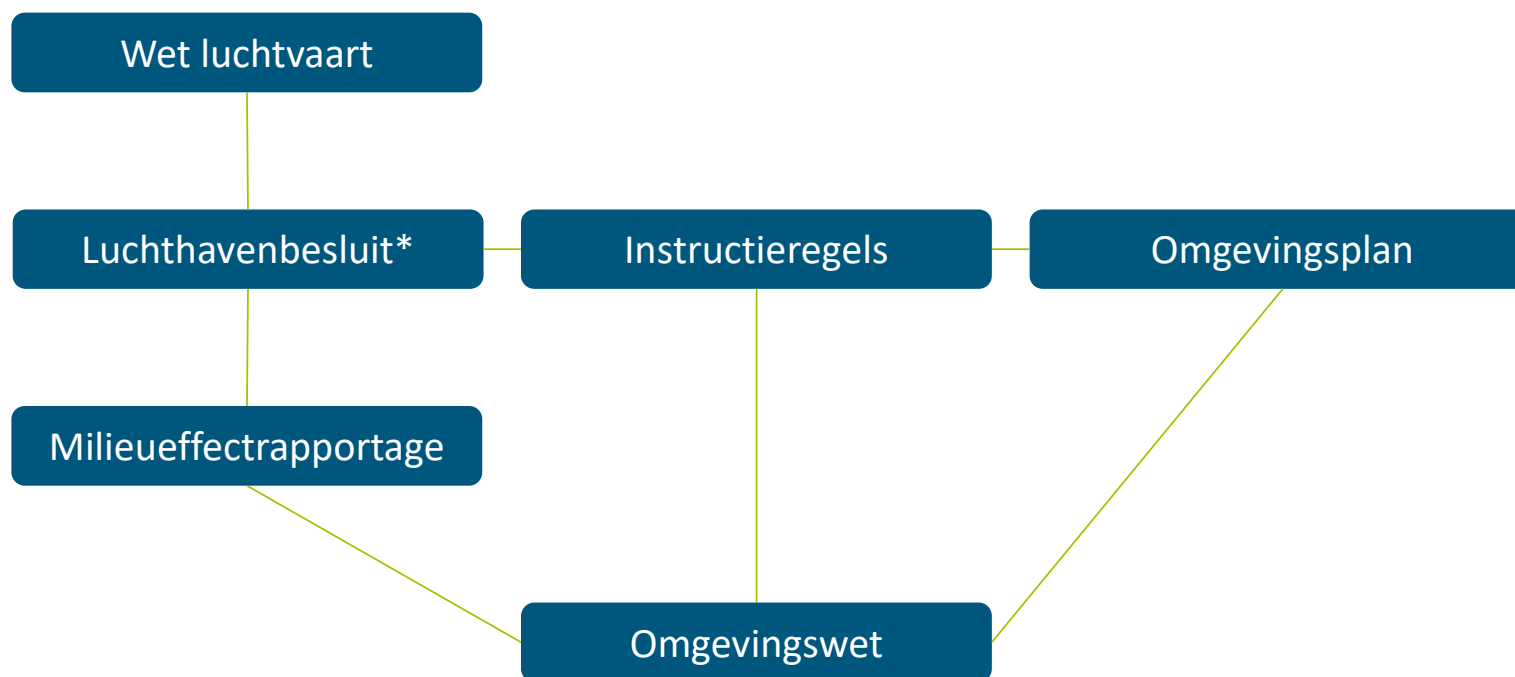 Wet luchtvaart
Luchthavenbesluit*
Instructieregels
Omgevingsplan
Milieueffectrapportage
Omgevingswet